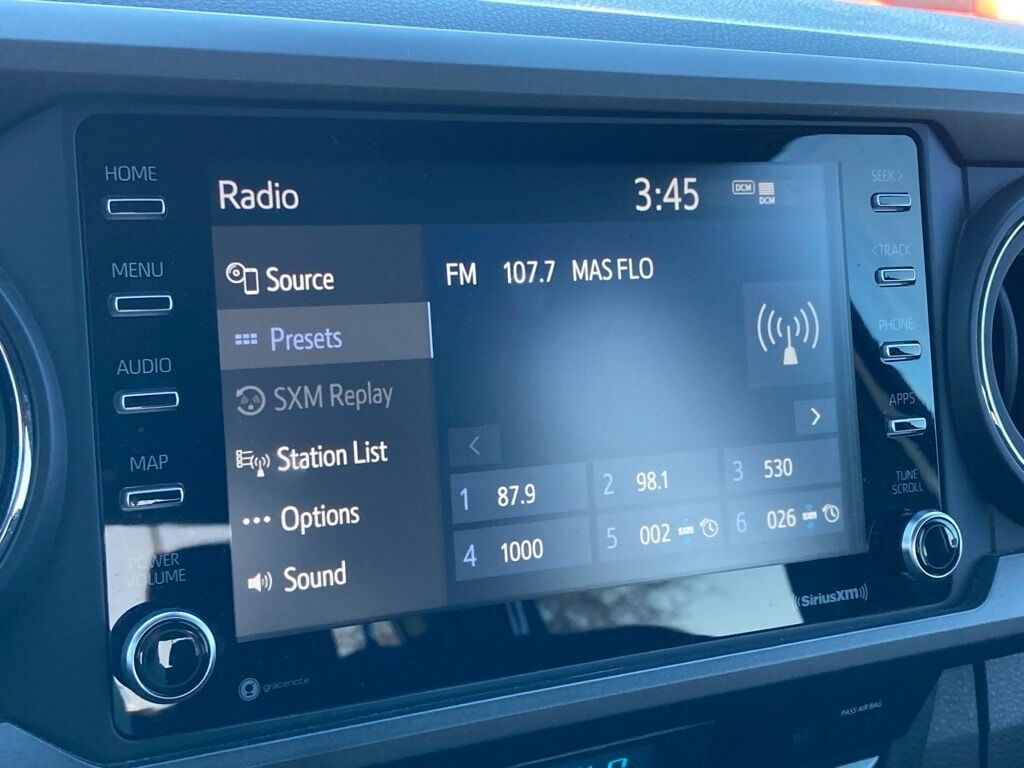 HOME
MENU
AUDIO
MAP
POWER
VOLUME
Radio
3:45
DCM
DCM
Source
Presets
SXM Replay
Station List
Options
Sound
FM 107.7 MAS FLO
<
>
1 87.9
2 98.1
3 530
4 1000
5 002 SXM
6 026 SXM
SEEK >
< TRACK
PHONE
APPS
TUNE
SCROLL
((SiriusXM))
gracenote
PASS AIR BAG